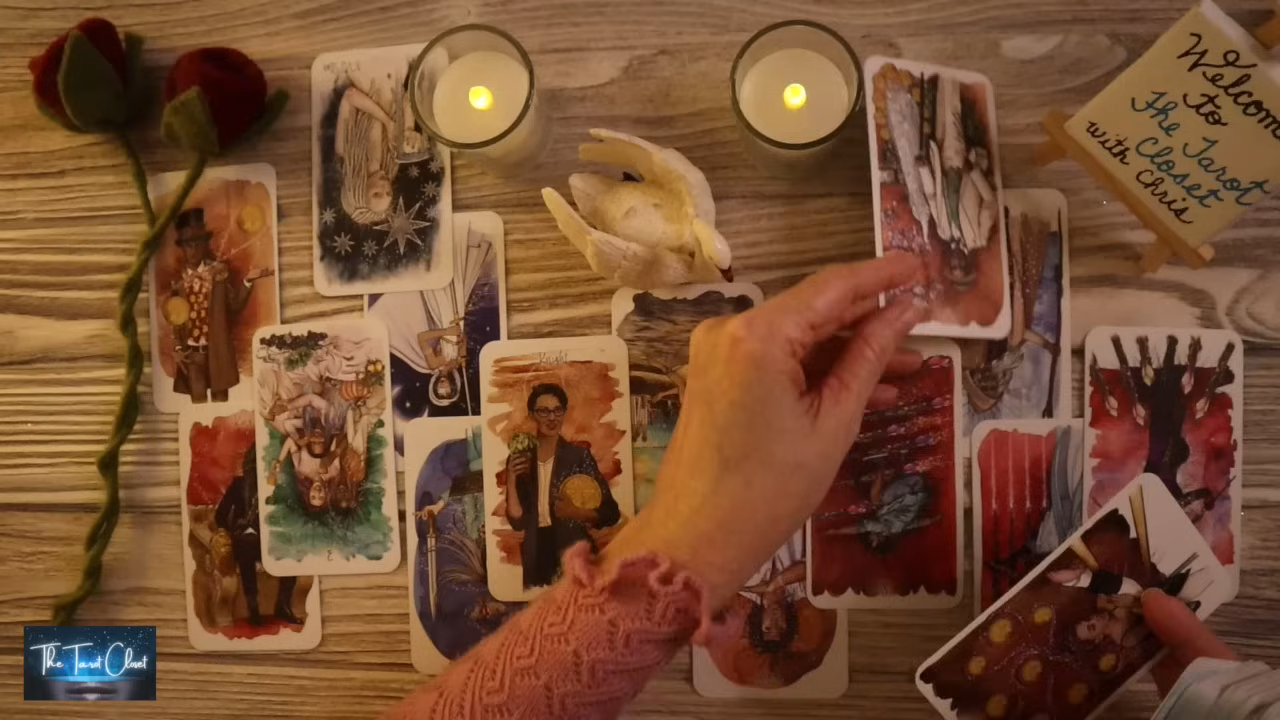 Welcome
to
The Tarot
Closet
with
Chris
Knight
The Tarot Closet